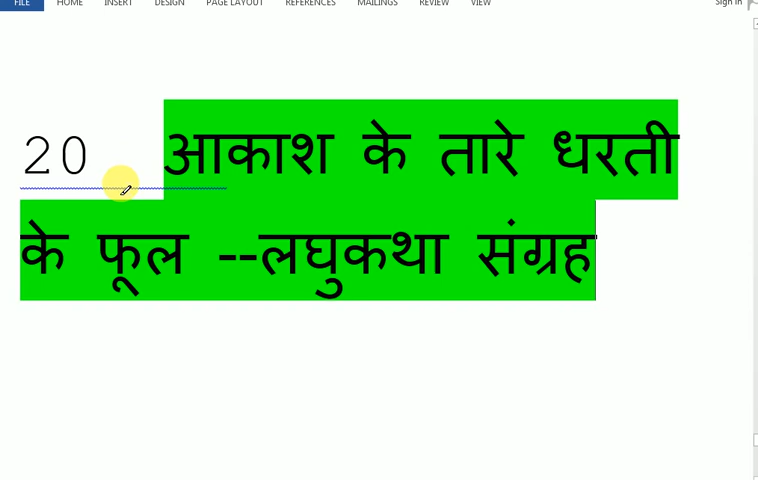 FILE HOME INSERT DESIGN PAGE LAYOUT REFERENCES MAILINGS REVIEW VIEW Sign in
20 आकाश के तारे धरती
के फूल --लघुकथा संग्रह